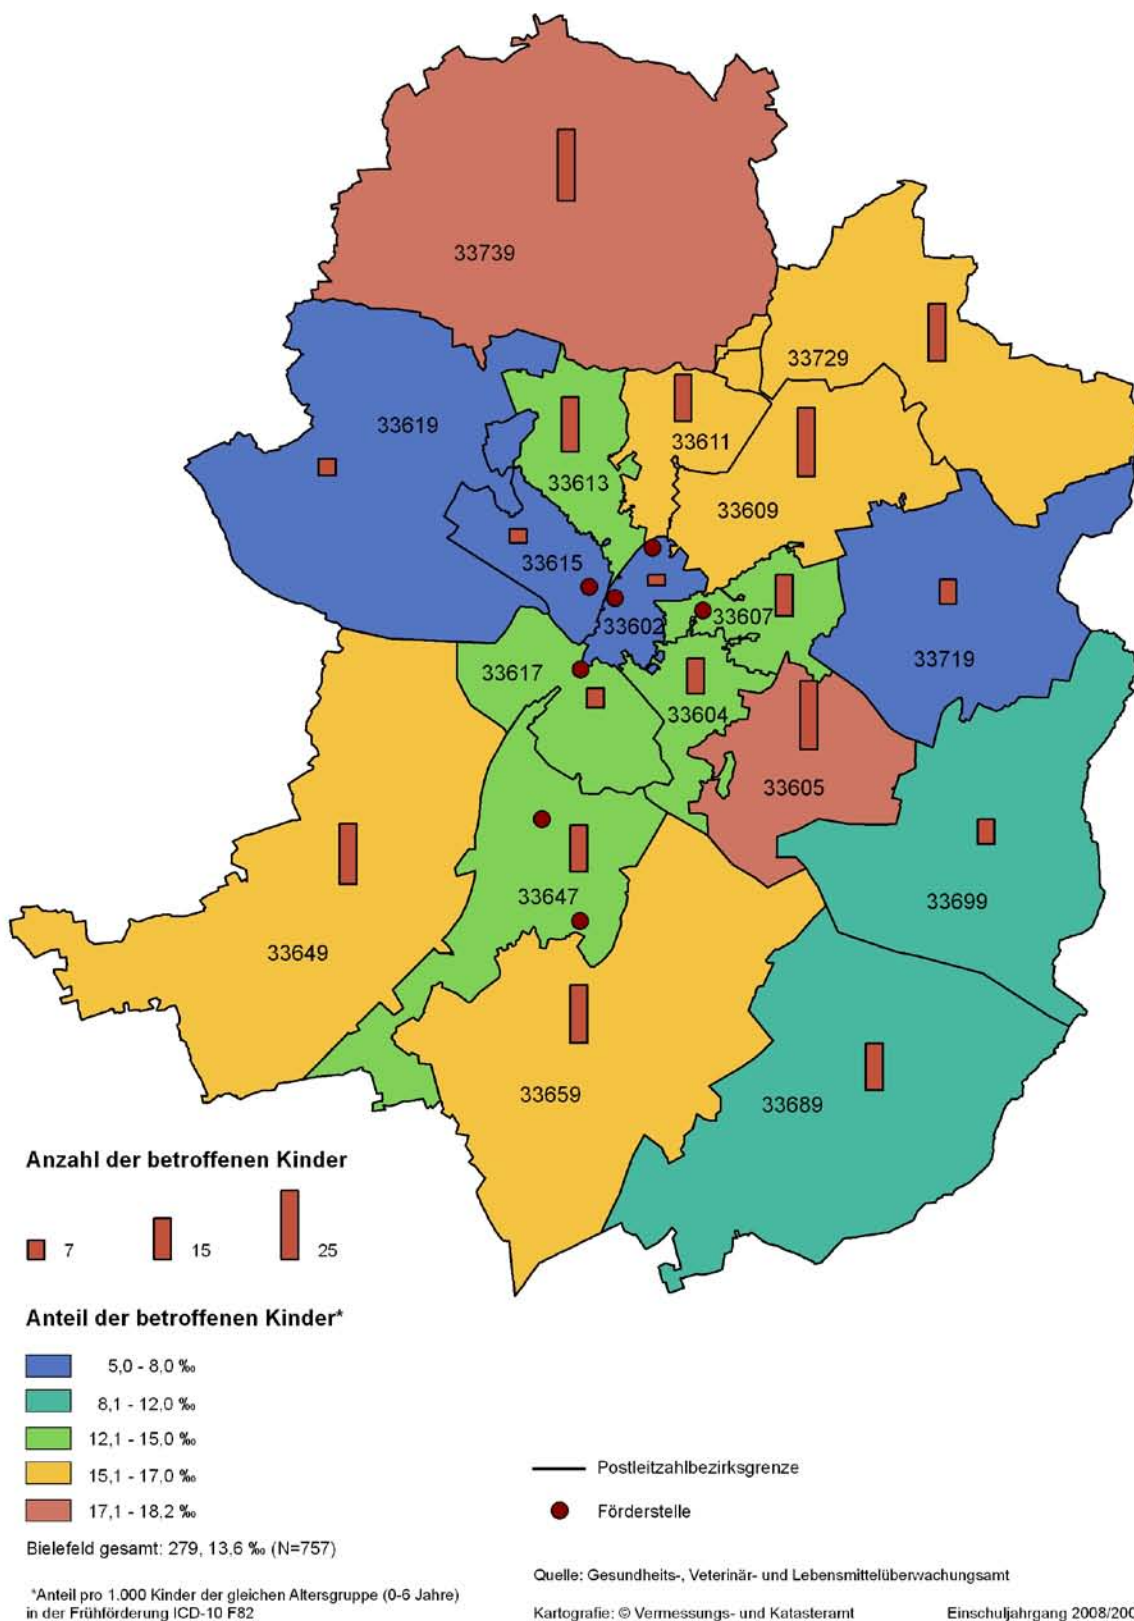 33739
33729
33619
33611
33613
33609
33615
33607
33602
33719
33617
33604
33605
33647
33699
33649
33659
33689
Anzahl der betroffenen Kinder
7 15 25
Anteil der betroffenen Kinder*
5,0 - 8,0 ‰
8,1 - 12,0 ‰
12,1 - 15,0 ‰
15,1 - 17,0 ‰
17,1 - 18,2 ‰
Postleitzahlbezirksgrenze
Förderstelle
Bielefeld gesamt: 279, 13,6 ‰ (N=757)
*Anteil pro 1.000 Kinder der gleichen Altersgruppe (0-6 Jahre)
in der Frühförderung ICD-10 F82
Quelle: Gesundheits-, Veterinär- und Lebensmittelüberwachungsamt
Kartografie: © Vermessungs- und Katasteramt
Einschuljahrgang 2008/200